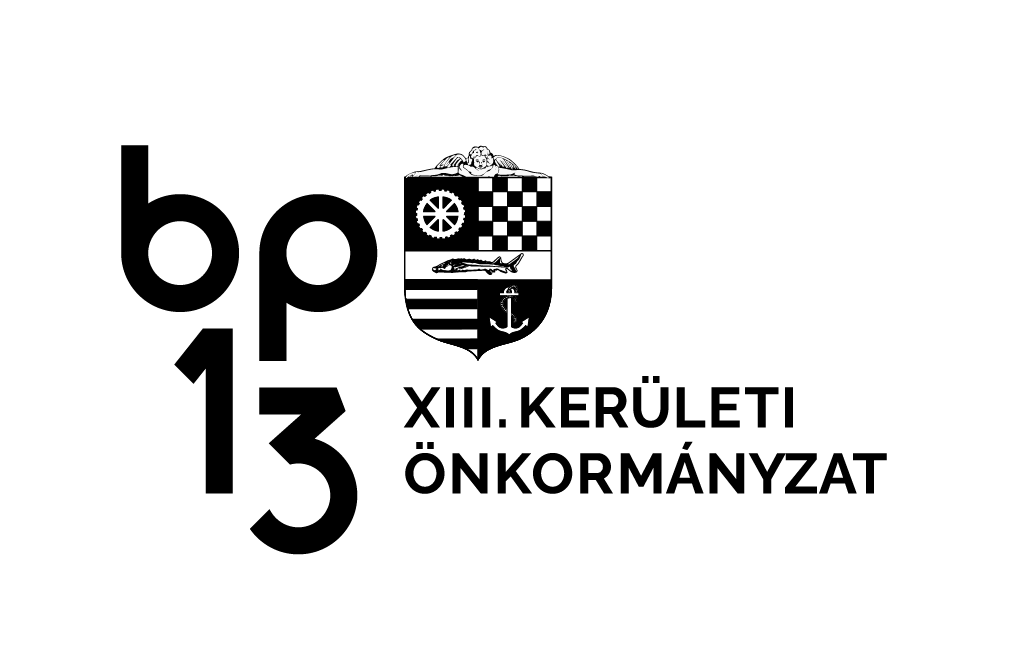 bp
13
XIII. KERÜLETI
ÖNKORMÁNYZAT